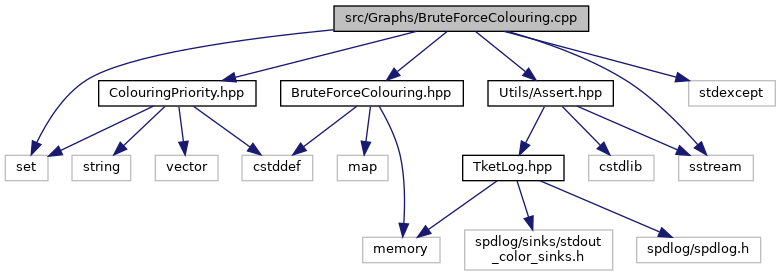 src/Graphs/BruteForceColouring.cpp
ColouringPriority.hpp
BruteForceColouring.hpp
Utils/Assert.hpp
stdexcept
set
string
vector
cstddef
map
TketLog.hpp
cstdlib
sstream
memory
spdlog/sinks/stdout
_color_sinks.h
spdlog/spdlog.h